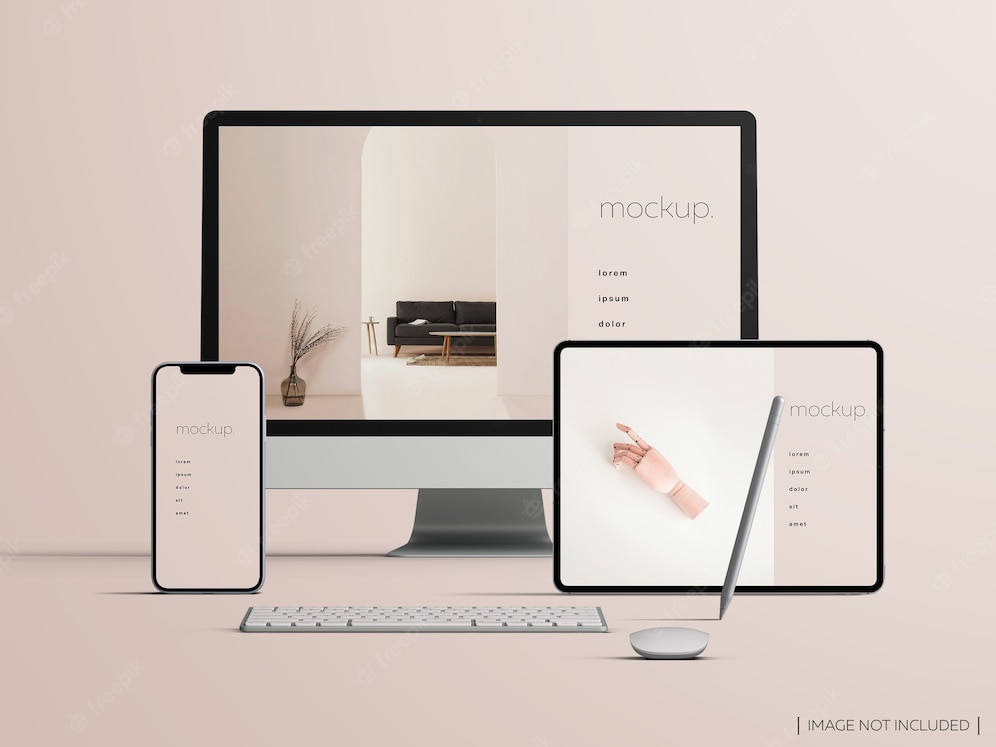 mockup.
lorem
ipsum
dolor
mockup.
lorem
ipsum
dolor
sit
amet
mockup.
lorem
ipsum
dolor
sit
amet
| IMAGE NOT INCLUDED |
freepik